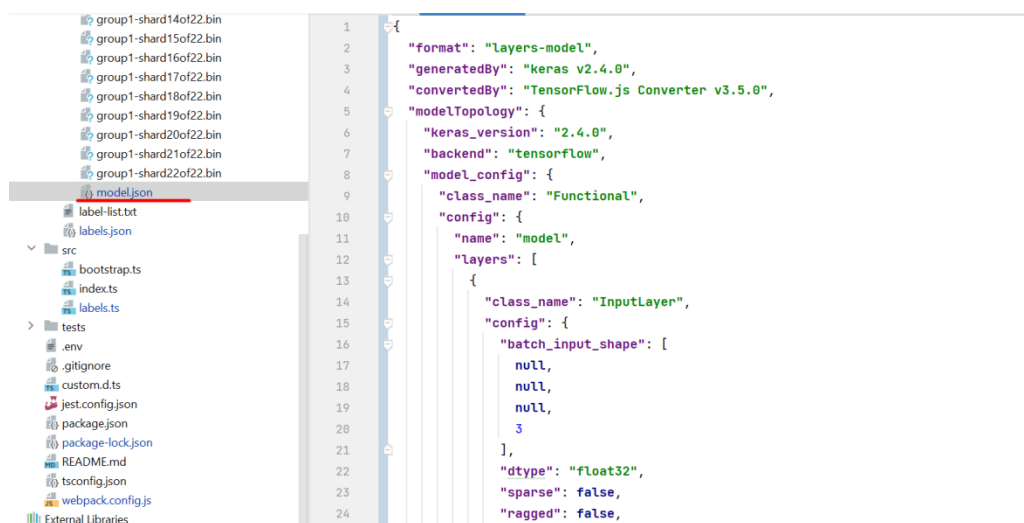 group1-shard14of22.bin
group1-shard15of22.bin
group1-shard16of22.bin
group1-shard17of22.bin
group1-shard18of22.bin
group1-shard19of22.bin
group1-shard20of22.bin
group1-shard21of22.bin
group1-shard22of22.bin
model.json
label-list.txt
labels.json
src
bootstrap.ts
index.ts
labels.ts
tests
.env
.gitignore
custom.d.ts
jest.config.json
package.json
package-lock.json
README.md
tsconfig.json
webpack.config.js
External Libraries
1 {
2 "format": "layers-model",
3 "generatedBy": "keras v2.4.0",
4 "convertedBy": "TensorFlow.js Converter v3.5.0",
5 "modelTopology": {
6 "keras_version": "2.4.0",
7 "backend": "tensorflow",
8 "model_config": {
9 "class_name": "Functional",
10 "config": {
11 "name": "model",
12 "layers": [
13 {
14 "class_name": "InputLayer",
15 "config": {
16 "batch_input_shape": [
17 null,
18 null,
19 null,
20 3
21 ],
22 "dtype": "float32",
23 "sparse": false,
24 "ragged": false,